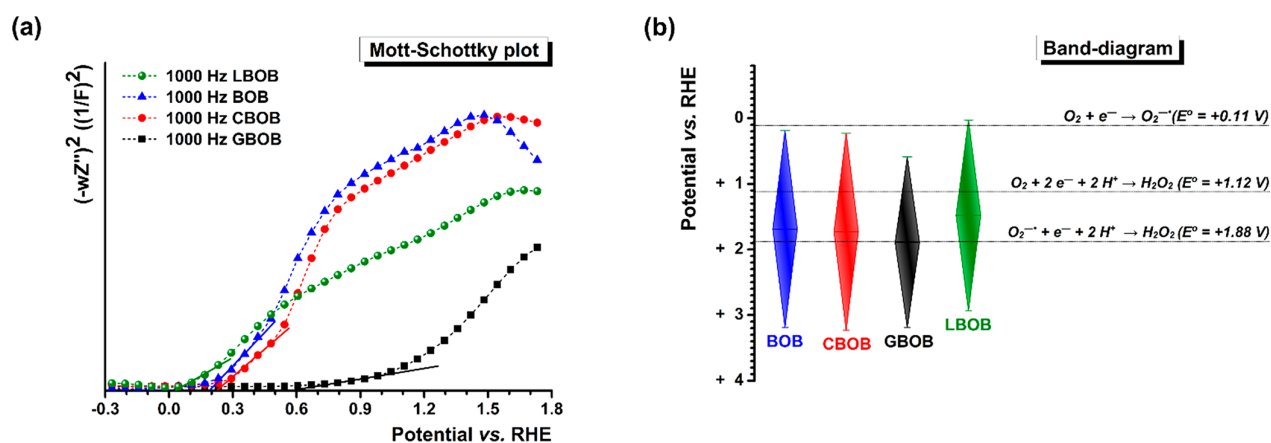 (a)
Mott-Schottky plot
1000 Hz LBOB
1000 Hz BOB
1000 Hz CBOB
1000 Hz GBOB
(-wZ'')² ((1/F)²)
-0.3 0.0 0.3 0.6 0.9 1.2 1.5 1.8
Potential vs. RHE
(b)
Band-diagram
Potential vs. RHE
0
+ 1
+ 2
+ 3
+ 4
O₂ + e⁻ → O₂⁻•(E° = +0.11 V)
O₂ + 2 e⁻ + 2 H⁺ → H₂O₂ (E° = +1.12 V)
O₂⁻• + e⁻ + 2 H⁺ → H₂O₂ (E° = +1.88 V)
BOB
CBOB
GBOB
LBOB